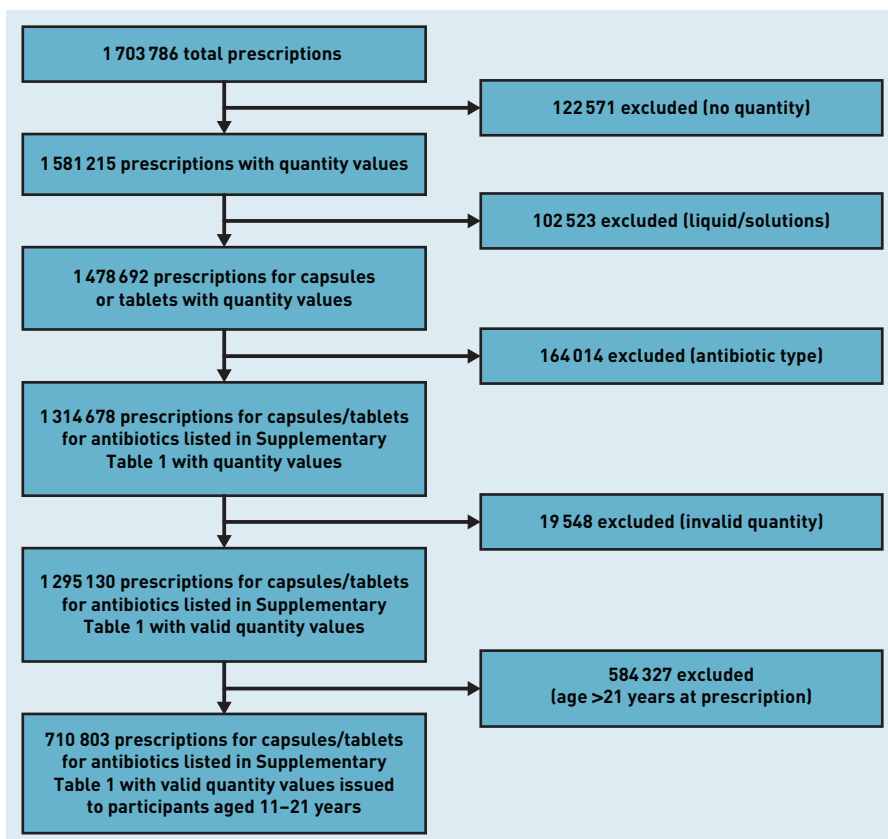 1 703 786 total prescriptions
122 571 excluded (no quantity)
1 581 215 prescriptions with quantity values
102 523 excluded (liquid/solutions)
1 478 692 prescriptions for capsules
or tablets with quantity values
164 014 excluded (antibiotic type)
1 314 678 prescriptions for capsules/tablets
for antibiotics listed in Supplementary
Table 1 with quantity values
19 548 excluded (invalid quantity)
1 295 130 prescriptions for capsules/tablets
for antibiotics listed in Supplementary
Table 1 with valid quantity values
584 327 excluded
(age >21 years at prescription)
710 803 prescriptions for capsules/tablets
for antibiotics listed in Supplementary
Table 1 with valid quantity values issued
to participants aged 11–21 years